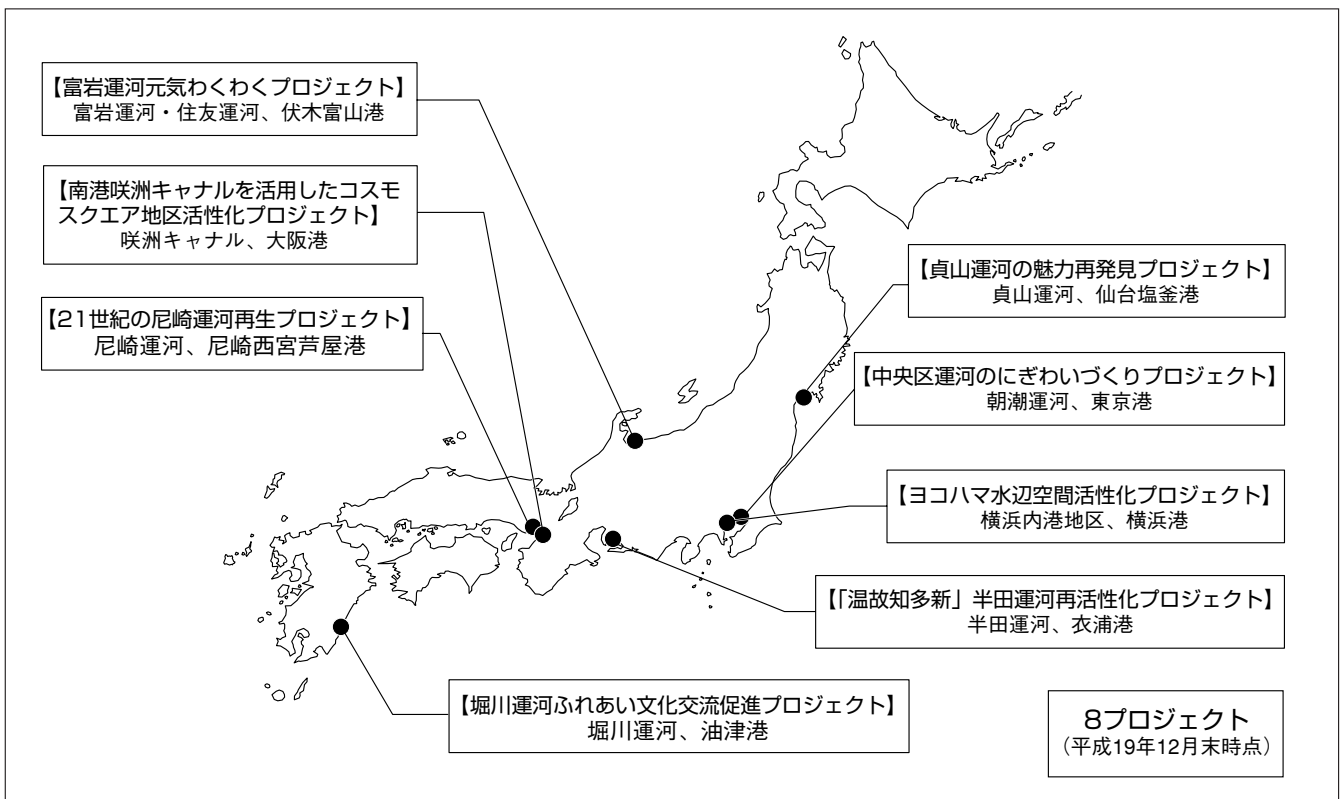 【富岩運河元気わくわくプロジェクト】
富岩運河・住友運河、伏木富山港
【南港咲洲キャナルを活用したコスモ
スクエア地区活性化プロジェクト】
咲洲キャナル、大阪港
【21世紀の尼崎運河再生プロジェクト】
尼崎運河、尼崎西宮芦屋港
【貞山運河の魅力再発見プロジェクト】
貞山運河、仙台塩釜港
【中央区運河のにぎわいづくりプロジェクト】
朝潮運河、東京港
【ヨコハマ水辺空間活性化プロジェクト】
横浜内港地区、横浜港
【「温故知多新」半田運河再活性化プロジェクト】
半田運河、衣浦港
【堀川運河ふれあい文化交流促進プロジェクト】
堀川運河、油津港
8プロジェクト
（平成19年12月末時点）